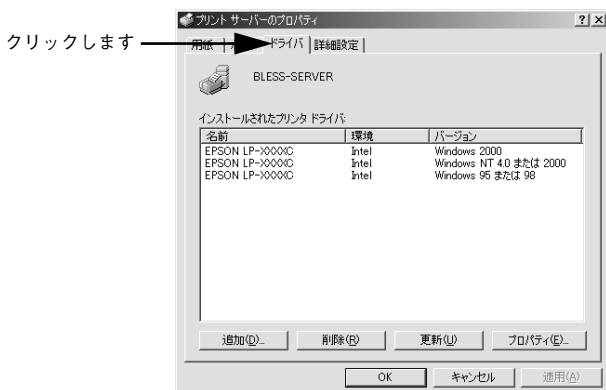 プリント サーバーのプロパティ
クリックします
用紙 ドライバ 詳細設定
BLESS-SERVER
インストールされたプリンタ ドライバ:
名前 環境 バージョン
EPSON LP-XXXXC Intel Windows 2000
EPSON LP-XXXXC Intel Windows NT 4.0 または 2000
EPSON LP-XXXXC Intel Windows 95 または 98
追加(D)... 削除(R) 更新(U) プロパティ(E)...
OK キャンセル 適用(A)